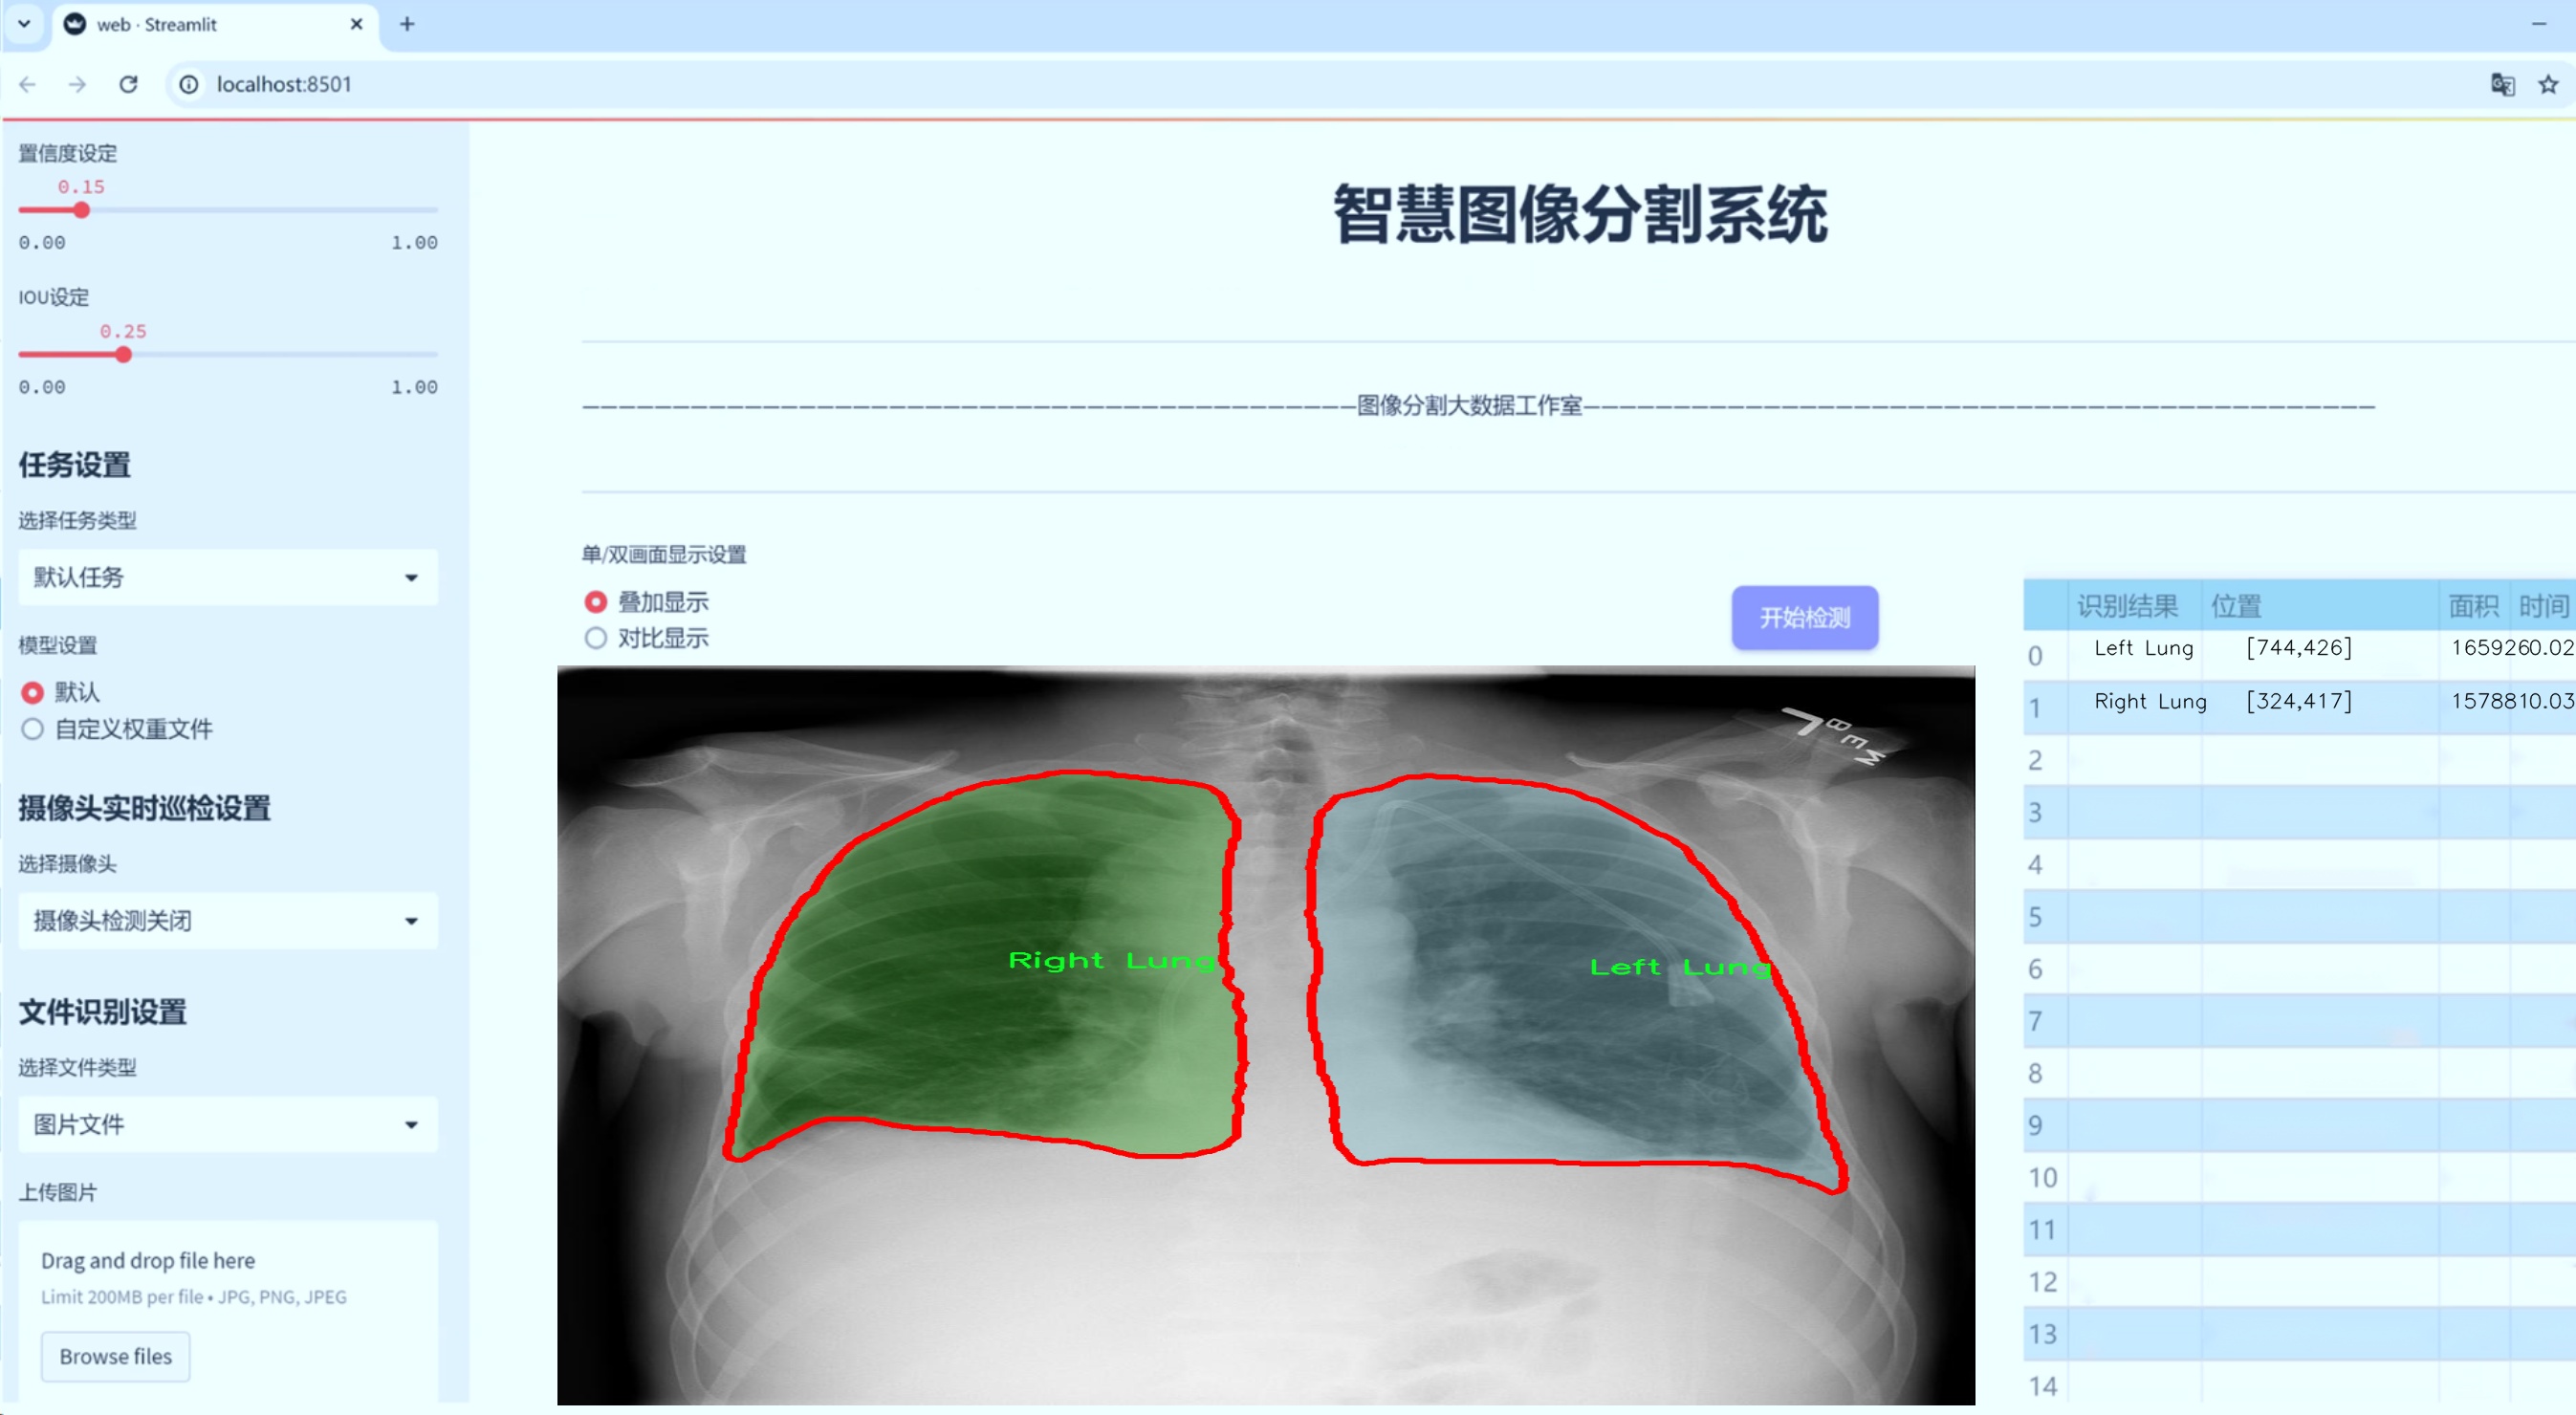 web · Streamlit
localhost:8501
置信度设定
0.15
0.00 1.00
IOU设定
0.25
0.00 1.00
任务设置
选择任务类型
默认任务
模型设置
默认
自定义权重文件
摄像头实时巡检设置
选择摄像头
摄像头检测关闭
文件识别设置
选择文件类型
图片文件
上传图片
Drag and drop file here
Limit 200MB per file • JPG, PNG, JPEG
Browse files
智慧图像分割系统
图像分割大数据工作室
单/双画面显示设置
叠加显示
对比显示
开始检测
L
BEM
Right Lung
Left Lung
识别结果 位置 面积 时间
0 Left Lung [744,426] 1659260.02
1 Right Lung [324,417] 1578810.03
2
3
4
5
6
7
8
9
10
11
12
13
14